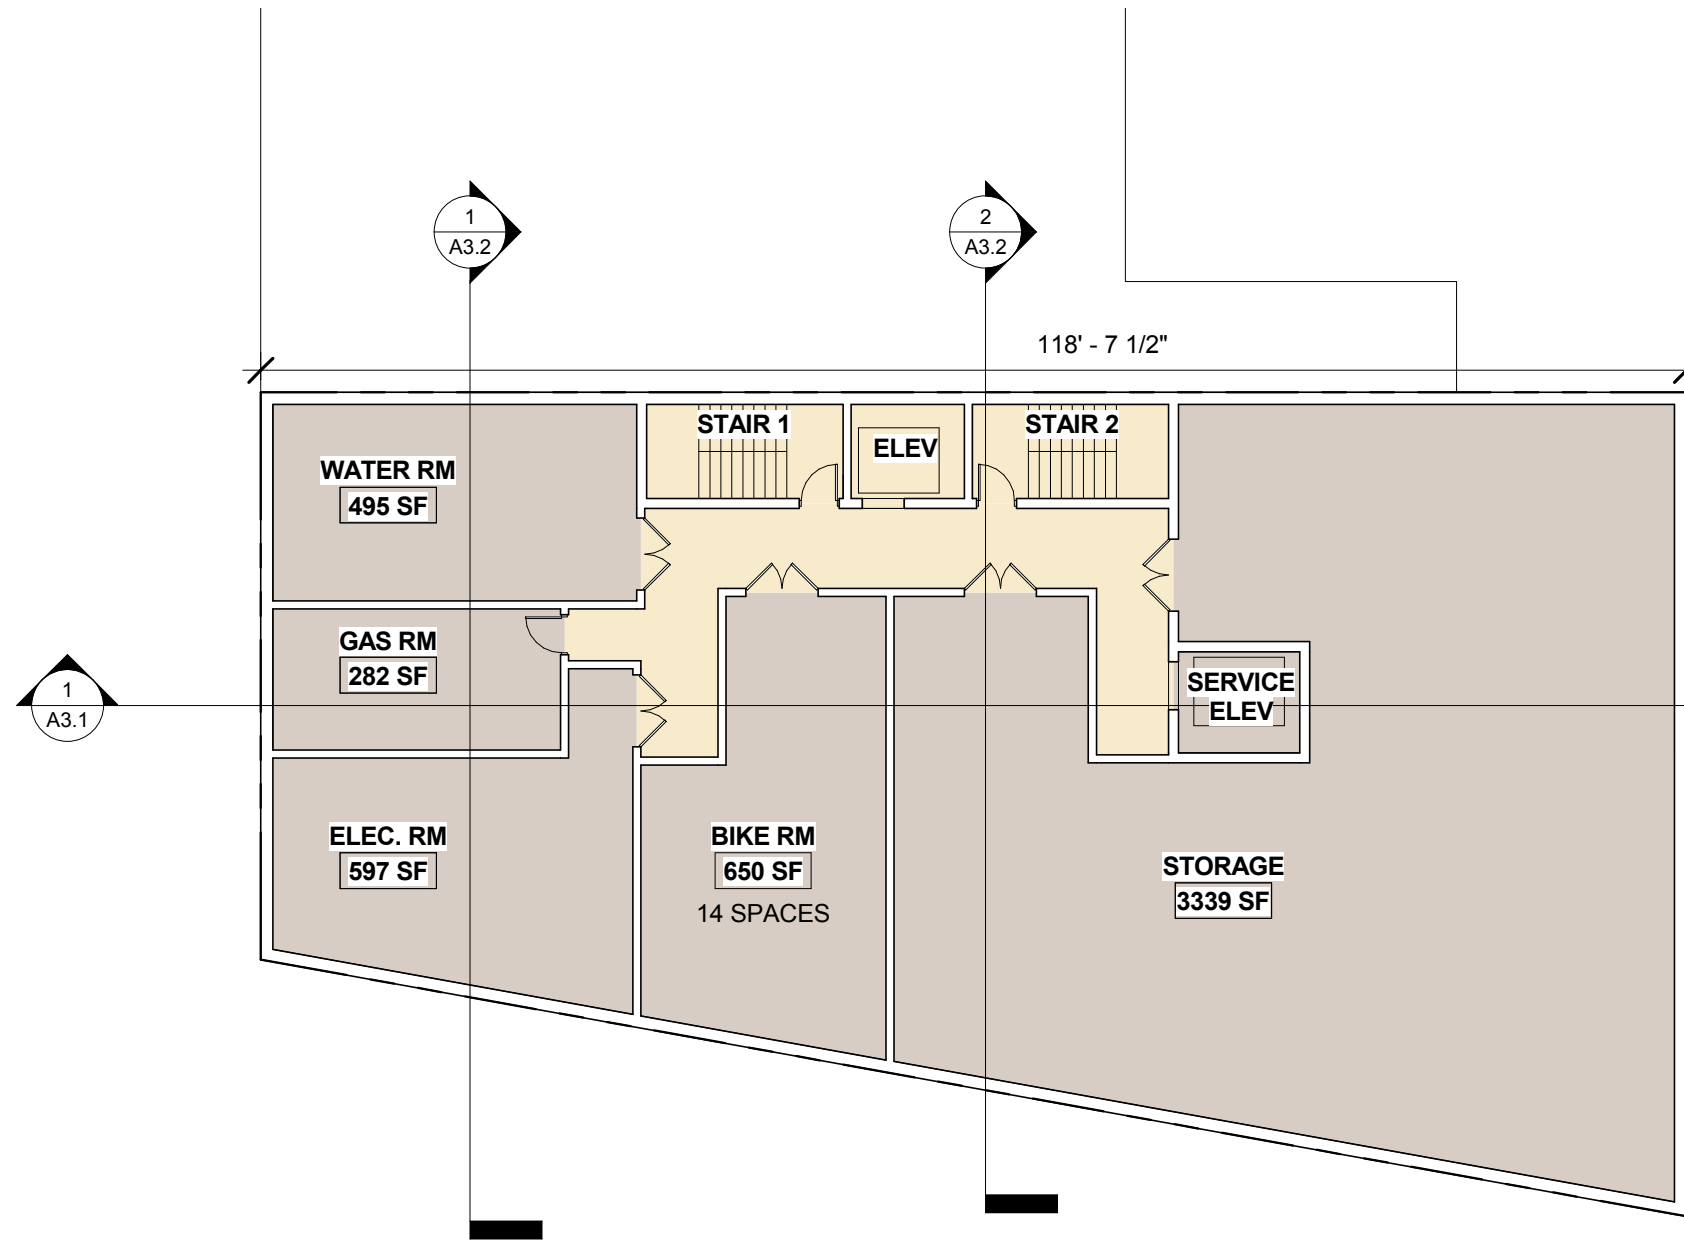 1
A3.2
2
A3.2
118' - 7 1/2"
STAIR 1
ELEV
STAIR 2
WATER RM
495 SF
GAS RM
282 SF
1
A3.1
SERVICE
ELEV
ELEC. RM
597 SF
BIKE RM
650 SF
14 SPACES
STORAGE
3339 SF